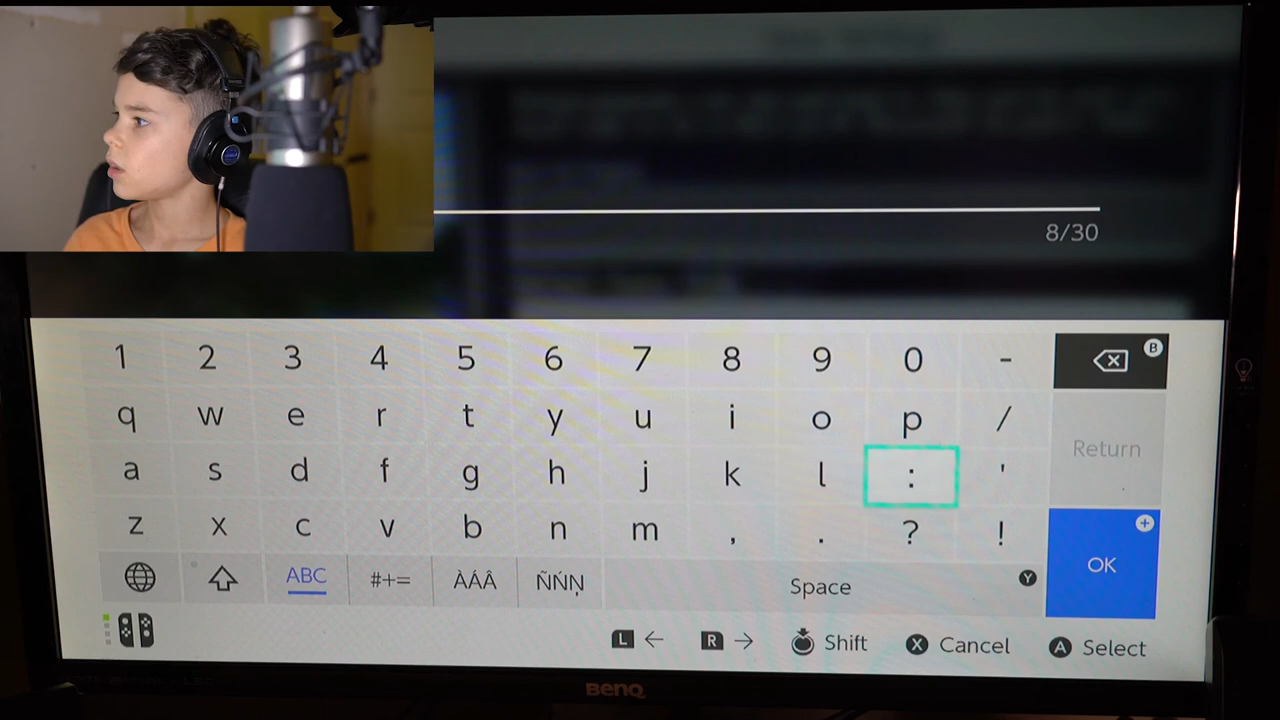 8/30
1 2 3 4 5 6 7 8 9 0 - B
q w e r t y u i o p /
Return
a s d f g h j k l : '
z x c v b n m , . ? ! +
OK
ABC #+= ÀÁÂ ÑŃŅ Space Y
L ← R → Shift X Cancel A Select
BenQ